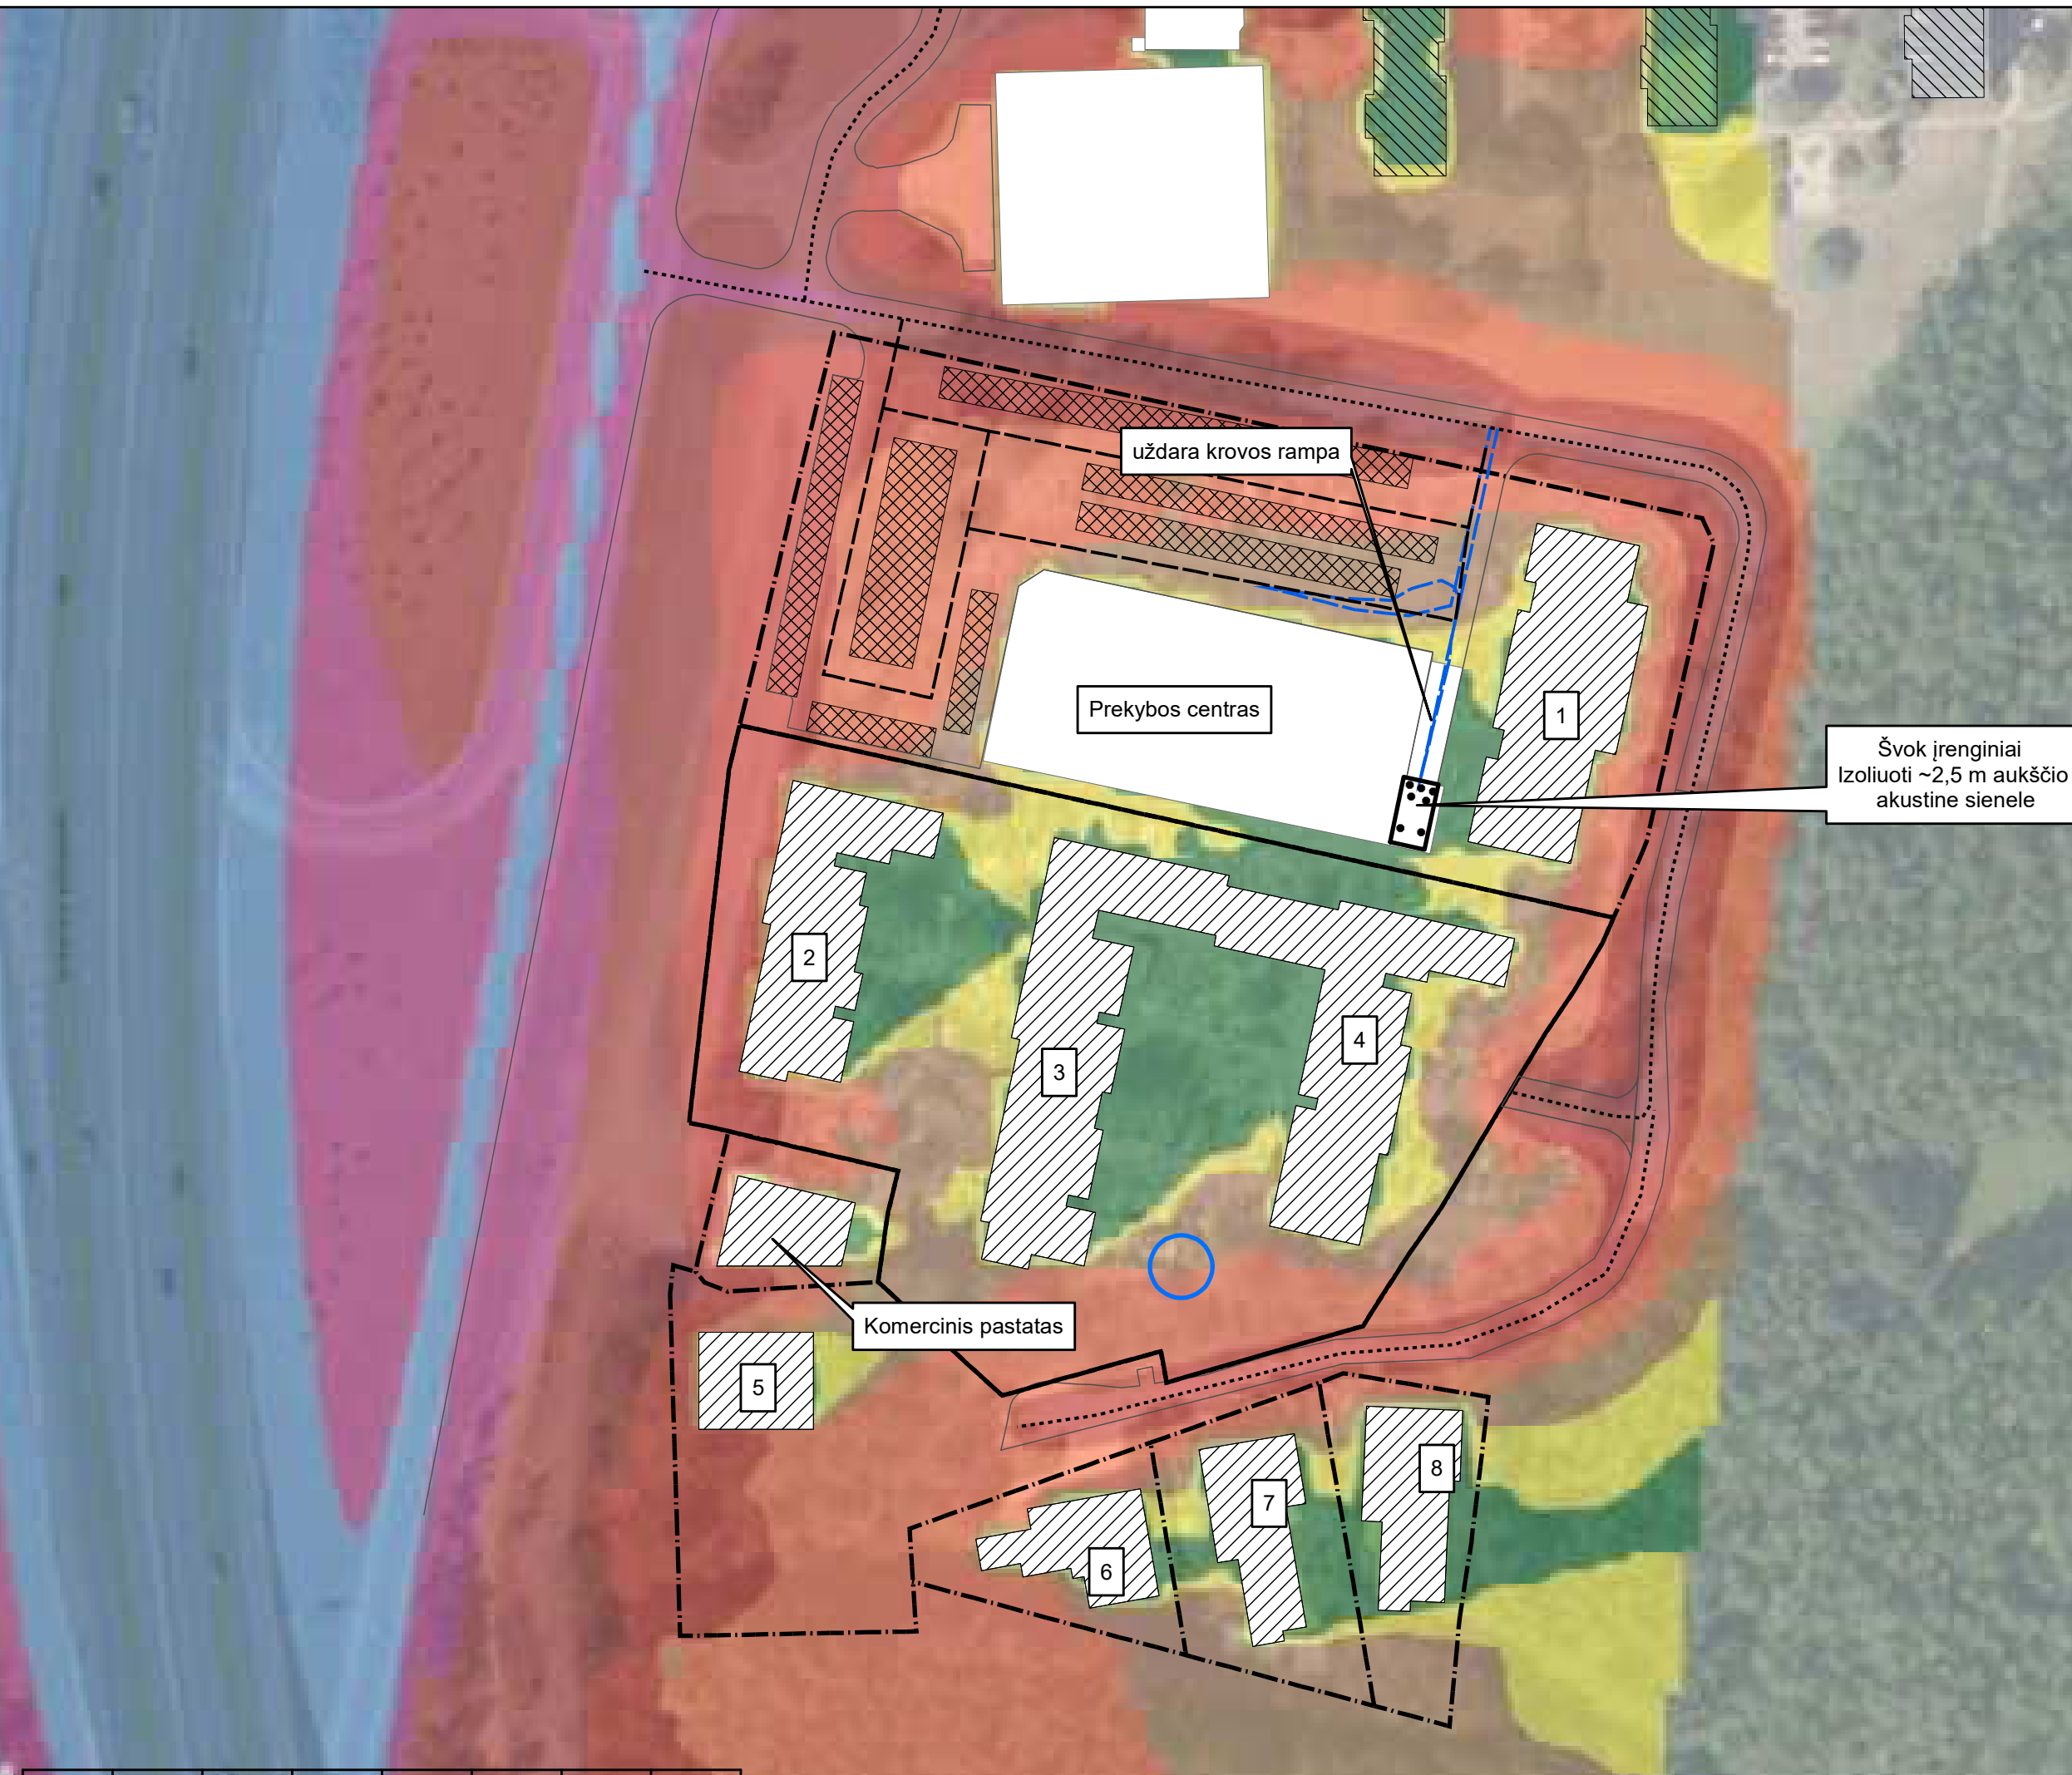 uždara krovos rampa
Prekybos centras
1
Švok įrenginiai
Izoliuoti ~2,5 m aukščio
akustine sienele
2
3
4
Komercinis pastatas
5
6
7
8